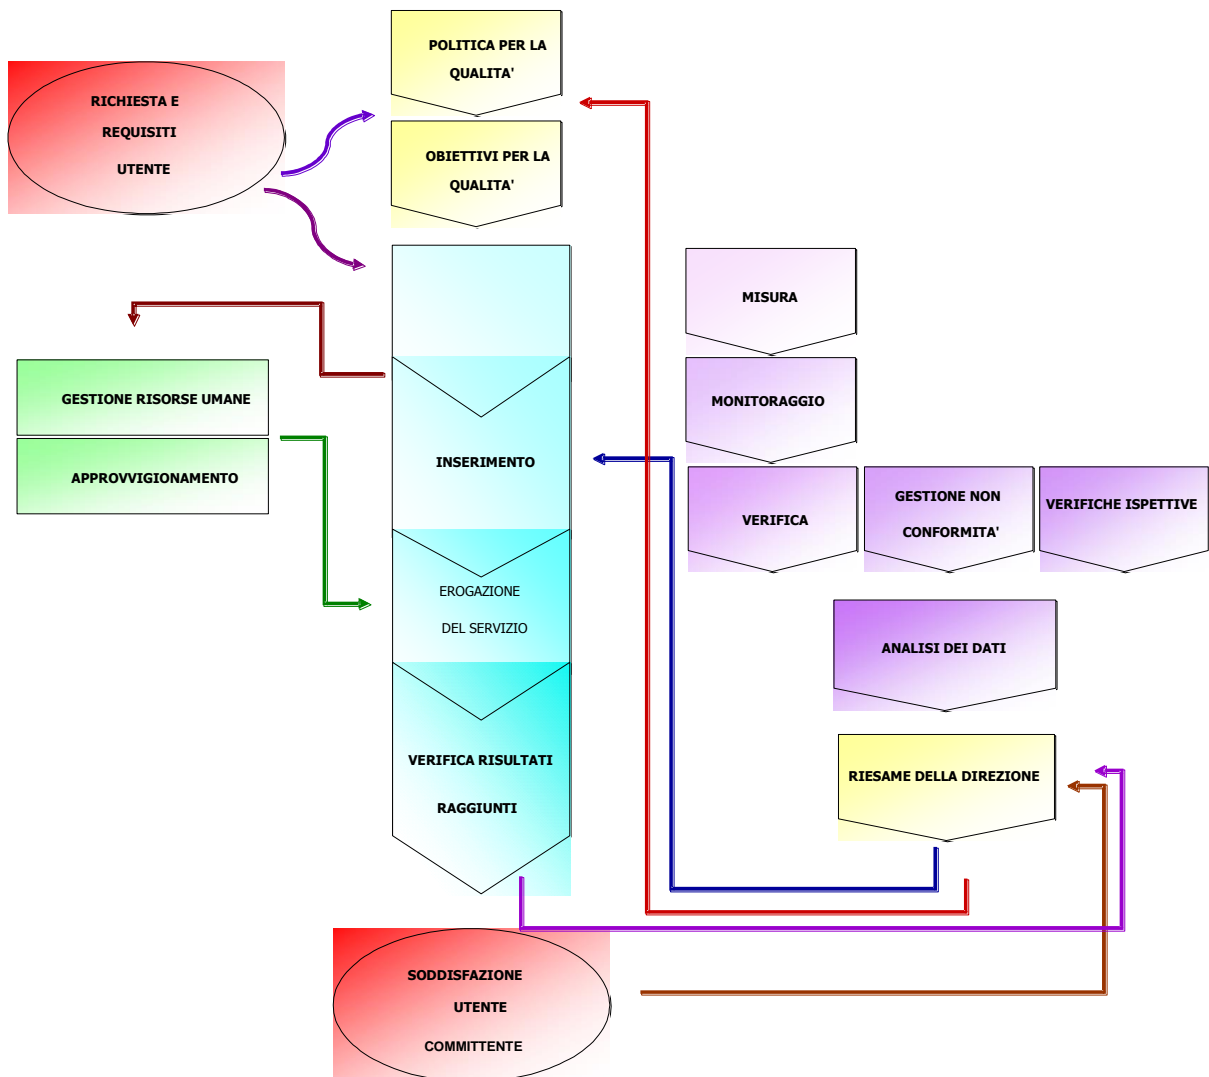 POLITICA PER LA
QUALITA'
RICHIESTA E
REQUISITI
UTENTE
OBIETTIVI PER LA
QUALITA'
MISURA
GESTIONE RISORSE UMANE
MONITORAGGIO
APPROVVIGIONAMENTO
INSERIMENTO
VERIFICA
GESTIONE NON
CONFORMITA'
VERIFICHE ISPETTIVE
EROGAZIONE
DEL SERVIZIO
ANALISI DEI DATI
VERIFICA RISULTATI
RAGGIUNTI
RIESAME DELLA DIREZIONE
SODDISFAZIONE
UTENTE
COMMITTENTE